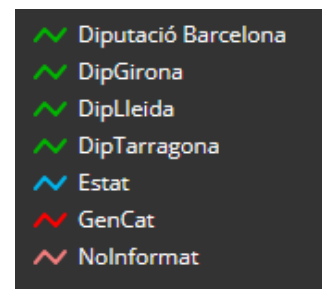 Diputació Barcelona
DipGirona
DipLleida
DipTarragona
Estat
GenCat
NoInformat